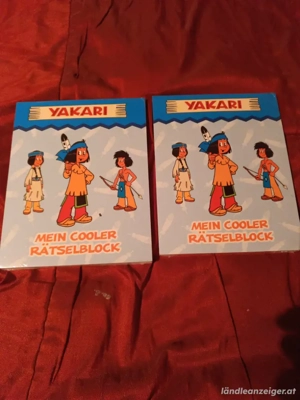 YAKARI
MEIN COOLER
RÄTSELBLOCK
YAKARI
MEIN COOLER
RÄTSELBLOCK
ländleanzeiger.at